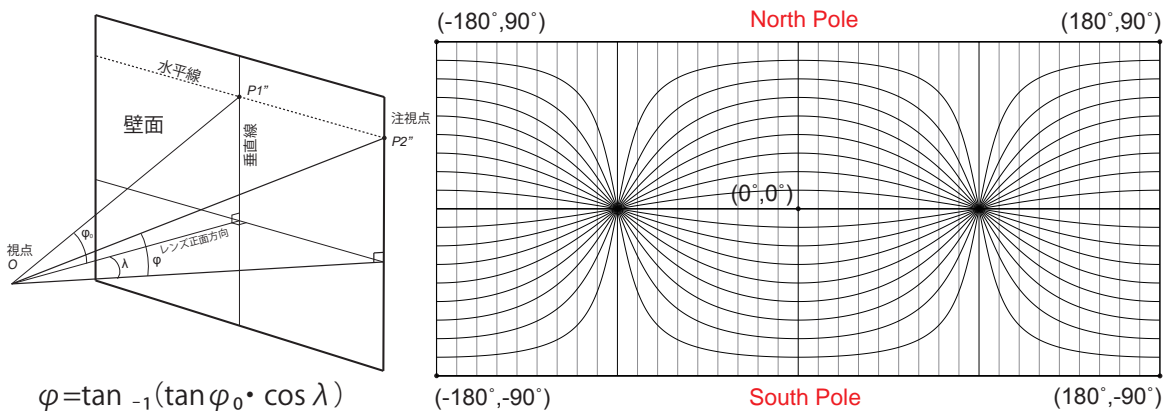 水平線
P1”
壁面
注視点
P2”
垂直線
視点
O
φ₀
レンズ正面方向
λ
φ
φ=tan ₋₁(tanφ₀・cos λ)
(-180°,90°)
North Pole
(180°,90°)
(0°,0°)
(-180°,-90°)
South Pole
(180°,-90°)